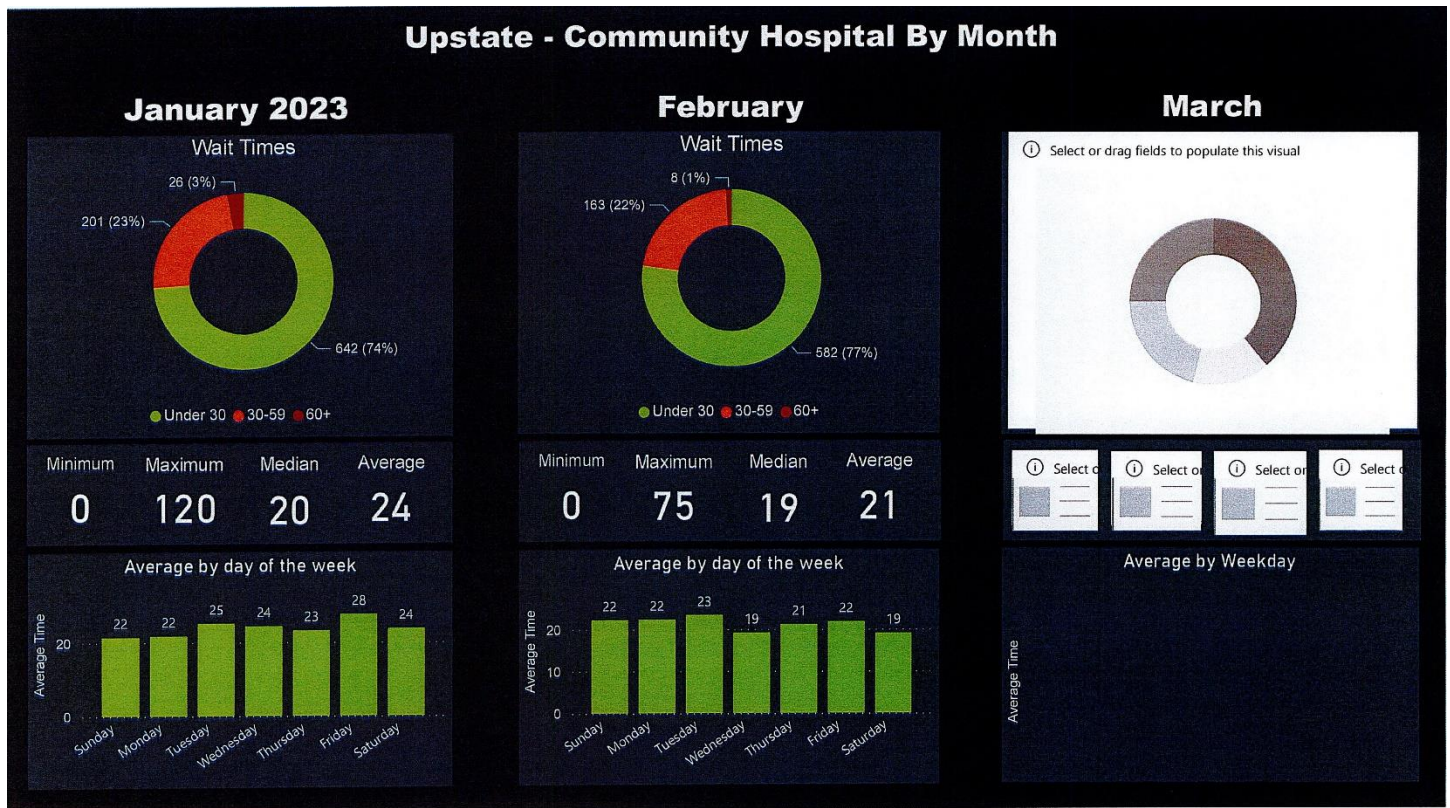 Upstate - Community Hospital By Month
January 2023
Wait Times
26 (3%)
201 (23%)
642 (74%)
Under 30 30-59 60+
Minimum Maximum Median Average
0 120 20 24
Average by day of the week
Average Time
20
0
22 22 25 24 23 28 24
Sunday Monday Tuesday Wednesday Thursday Friday Saturday
February
Wait Times
8 (1%)
163 (22%)
582 (77%)
Under 30 30-59 60+
Minimum Maximum Median Average
0 75 19 21
Average by day of the week
Average Time
20
10
0
22 22 23 19 21 22 19
Sunday Monday Tuesday Wednesday Thursday Friday Saturday
March
Select or drag fields to populate this visual
Select o Select or Select or Select o
Average by Weekday
Average Time